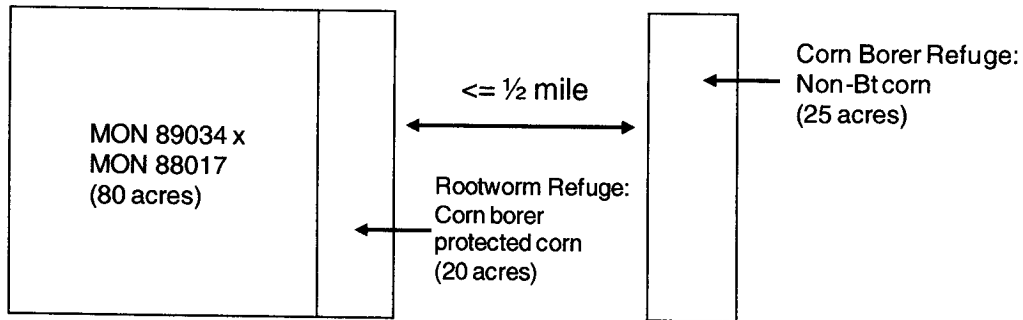 MON 89034 x
MON 88017
(80 acres)
<= ½ mile
Rootworm Refuge:
Corn borer
protected corn
(20 acres)
Corn Borer Refuge:
Non-Bt corn
(25 acres)